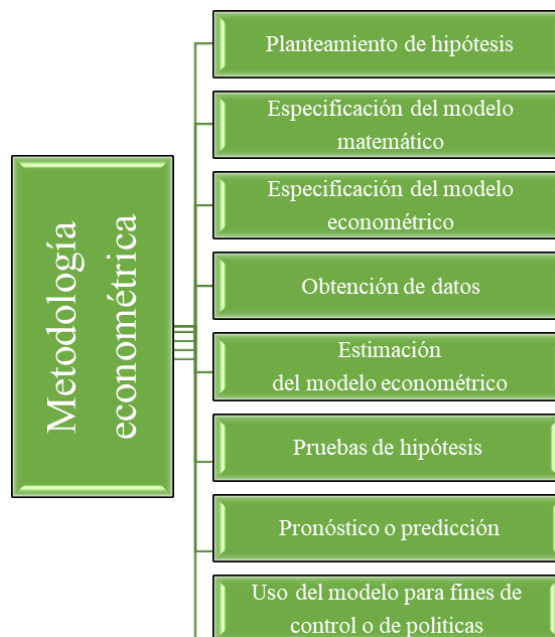 Metodología
econométrica
Planteamiento de hipótesis
Especificación del modelo
matemático
Especificación del modelo
econométrico
Obtención de datos
Estimación
del modelo econométrico
Pruebas de hipótesis
Pronóstico o predicción
Uso del modelo para fines de
control o de politicas